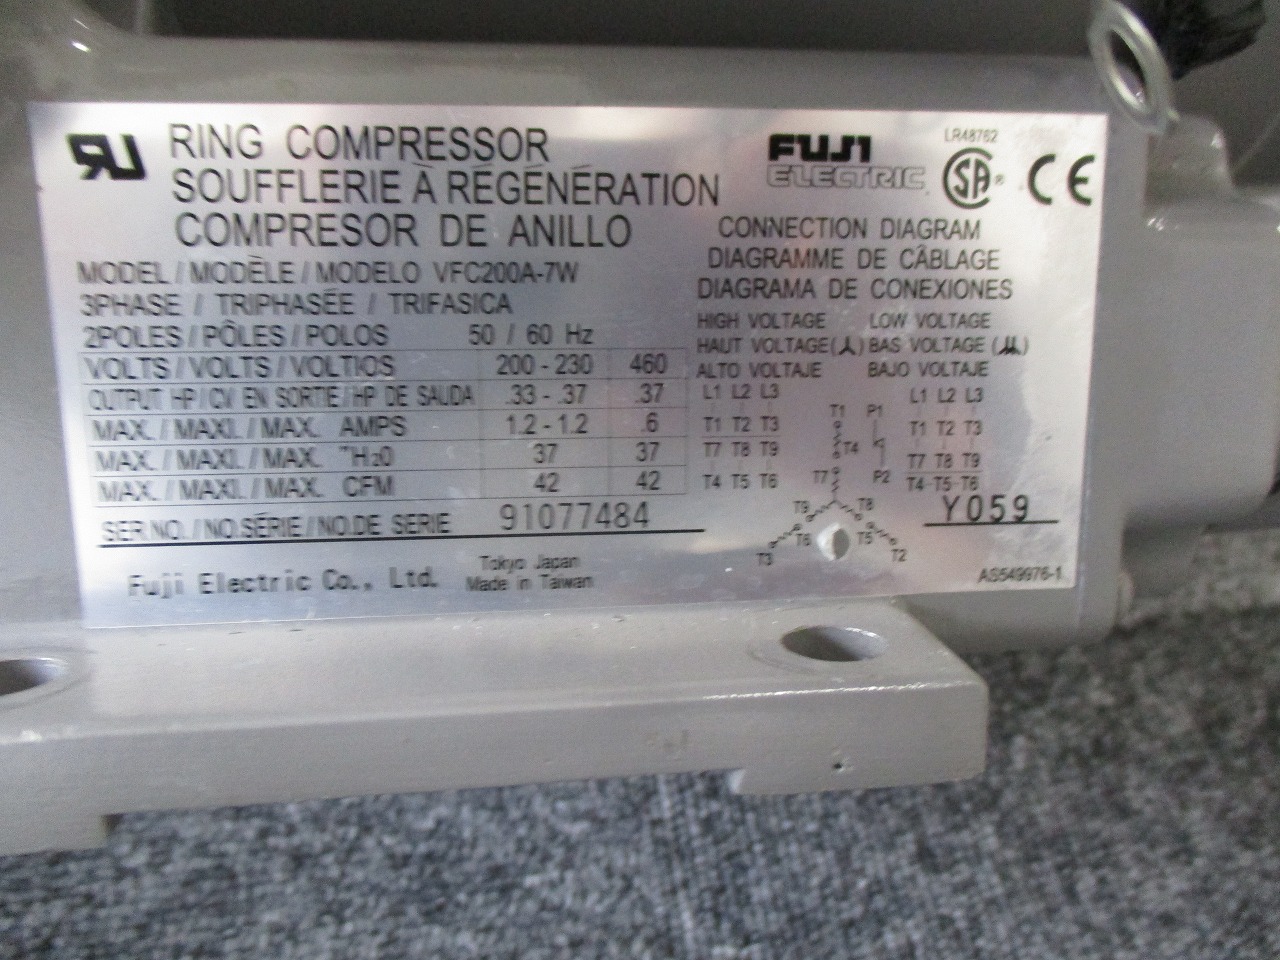 RU
RING COMPRESSOR
SOUFFLERIE À RÉGÉNÉRATION
COMPRESOR DE ANILLO
MODEL / MODÈLE / MODELO VFC200A-7W
3PHASE / TRIPHASÉE / TRIFASICA
2POLES / PÔLES / POLOS 50 / 60 Hz
VOLTS / VOLTS / VOLTIOS 200 - 230 460
OUTPUT HP/CV EN SORTIE/HP DE SAUDA .33 - .37 .37
MAX. / MAXI. / MAX. AMPS 1.2 - 1.2 .6
MAX. / MAXI. / MAX. "H2O 37 37
MAX. / MAXI. / MAX. CFM 42 42
SER.NO. / NO.SÉRIE / NO.DE SERIE 91077484
Fuji Electric Co., Ltd. Tokyo Japan
Made in Taiwan
FUJI
ELECTRIC
LR48762
SA®
CE
CONNECTION DIAGRAM
DIAGRAMME DE CÂBLAGE
DIAGRAMA DE CONEXIONES
HIGH VOLTAGE LOW VOLTAGE
HAUT VOLTAGE ( ) BAS VOLTAGE ( )
ALTO VOLTAJE BAJO VOLTAJE
L1 L2 L3
T1 T2 T3
T7 T8 T9
T4 T5 T6
T1 P1
T4
T7 P2
T9 T8
T6 T5
T3 T2
L1 L2 L3
T1 T2 T3
T7 T8 T9
T4 T5 T6
Y059
AS549976-1